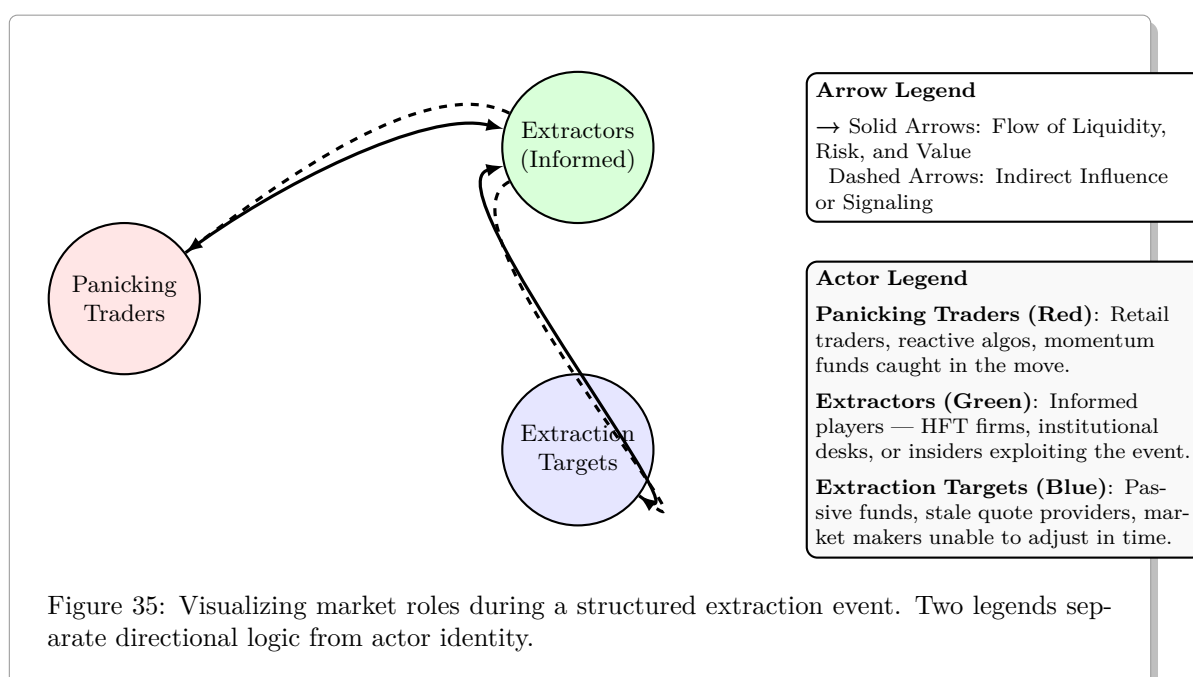 Extractors
(Informed)
Panicking
Traders
Extraction
Targets
Arrow Legend
→ Solid Arrows: Flow of Liquidity,
Risk, and Value
Dashed Arrows: Indirect Influence
or Signaling
Actor Legend
Panicking Traders (Red): Retail
traders, reactive algos, momentum
funds caught in the move.
Extractors (Green): Informed
players — HFT firms, institutional
desks, or insiders exploiting the event.
Extraction Targets (Blue): Pas-
sive funds, stale quote providers, mar-
ket makers unable to adjust in time.
Figure 35: Visualizing market roles during a structured extraction event. Two legends sep-
arate directional logic from actor identity.